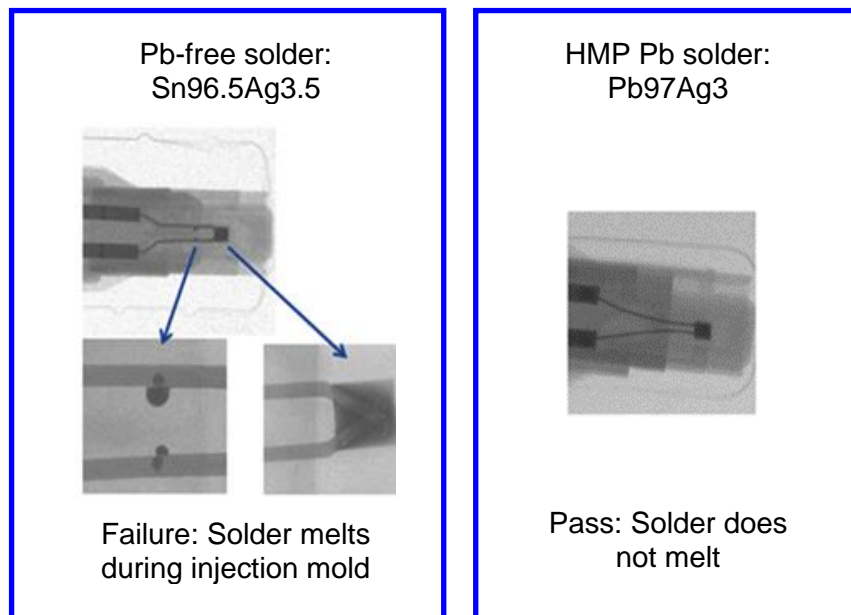 Pb-free solder:
Sn96.5Ag3.5
Failure: Solder melts
during injection mold
HMP Pb solder:
Pb97Ag3
Pass: Solder does
not melt